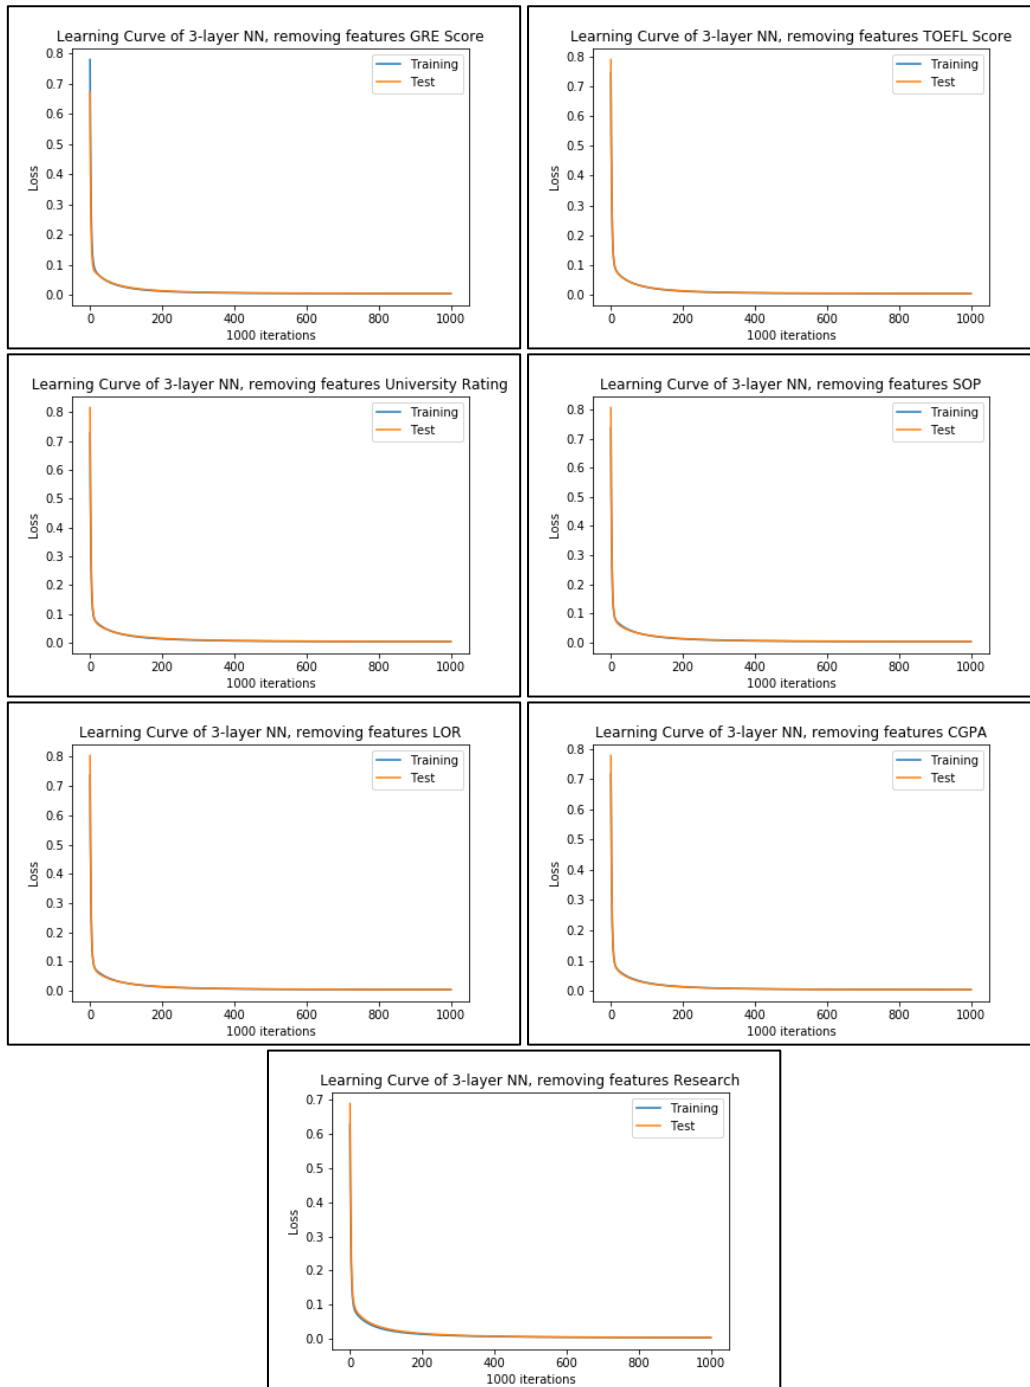 Learning Curve of 3-layer NN, removing features GRE Score
0.8
0.7
0.6
0.5
0.4
0.3
0.2
0.1
0.0
Loss
Training
Test
0 200 400 600 800 1000
1000 iterations
Learning Curve of 3-layer NN, removing features TOEFL Score
0.8
0.7
0.6
0.5
0.4
0.3
0.2
0.1
0.0
Loss
Training
Test
0 200 400 600 800 1000
1000 iterations
Learning Curve of 3-layer NN, removing features University Rating
0.8
0.7
0.6
0.5
0.4
0.3
0.2
0.1
0.0
Loss
Training
Test
0 200 400 600 800 1000
1000 iterations
Learning Curve of 3-layer NN, removing features SOP
0.8
0.7
0.6
0.5
0.4
0.3
0.2
0.1
0.0
Loss
Training
Test
0 200 400 600 800 1000
1000 iterations
Learning Curve of 3-layer NN, removing features LOR
0.8
0.7
0.6
0.5
0.4
0.3
0.2
0.1
0.0
Loss
Training
Test
0 200 400 600 800 1000
1000 iterations
Learning Curve of 3-layer NN, removing features CGPA
0.8
0.7
0.6
0.5
0.4
0.3
0.2
0.1
0.0
Loss
Training
Test
0 200 400 600 800 1000
1000 iterations
Learning Curve of 3-layer NN, removing features Research
0.7
0.6
0.5
0.4
0.3
0.2
0.1
0.0
Loss
Training
Test
0 200 400 600 800 1000
1000 iterations